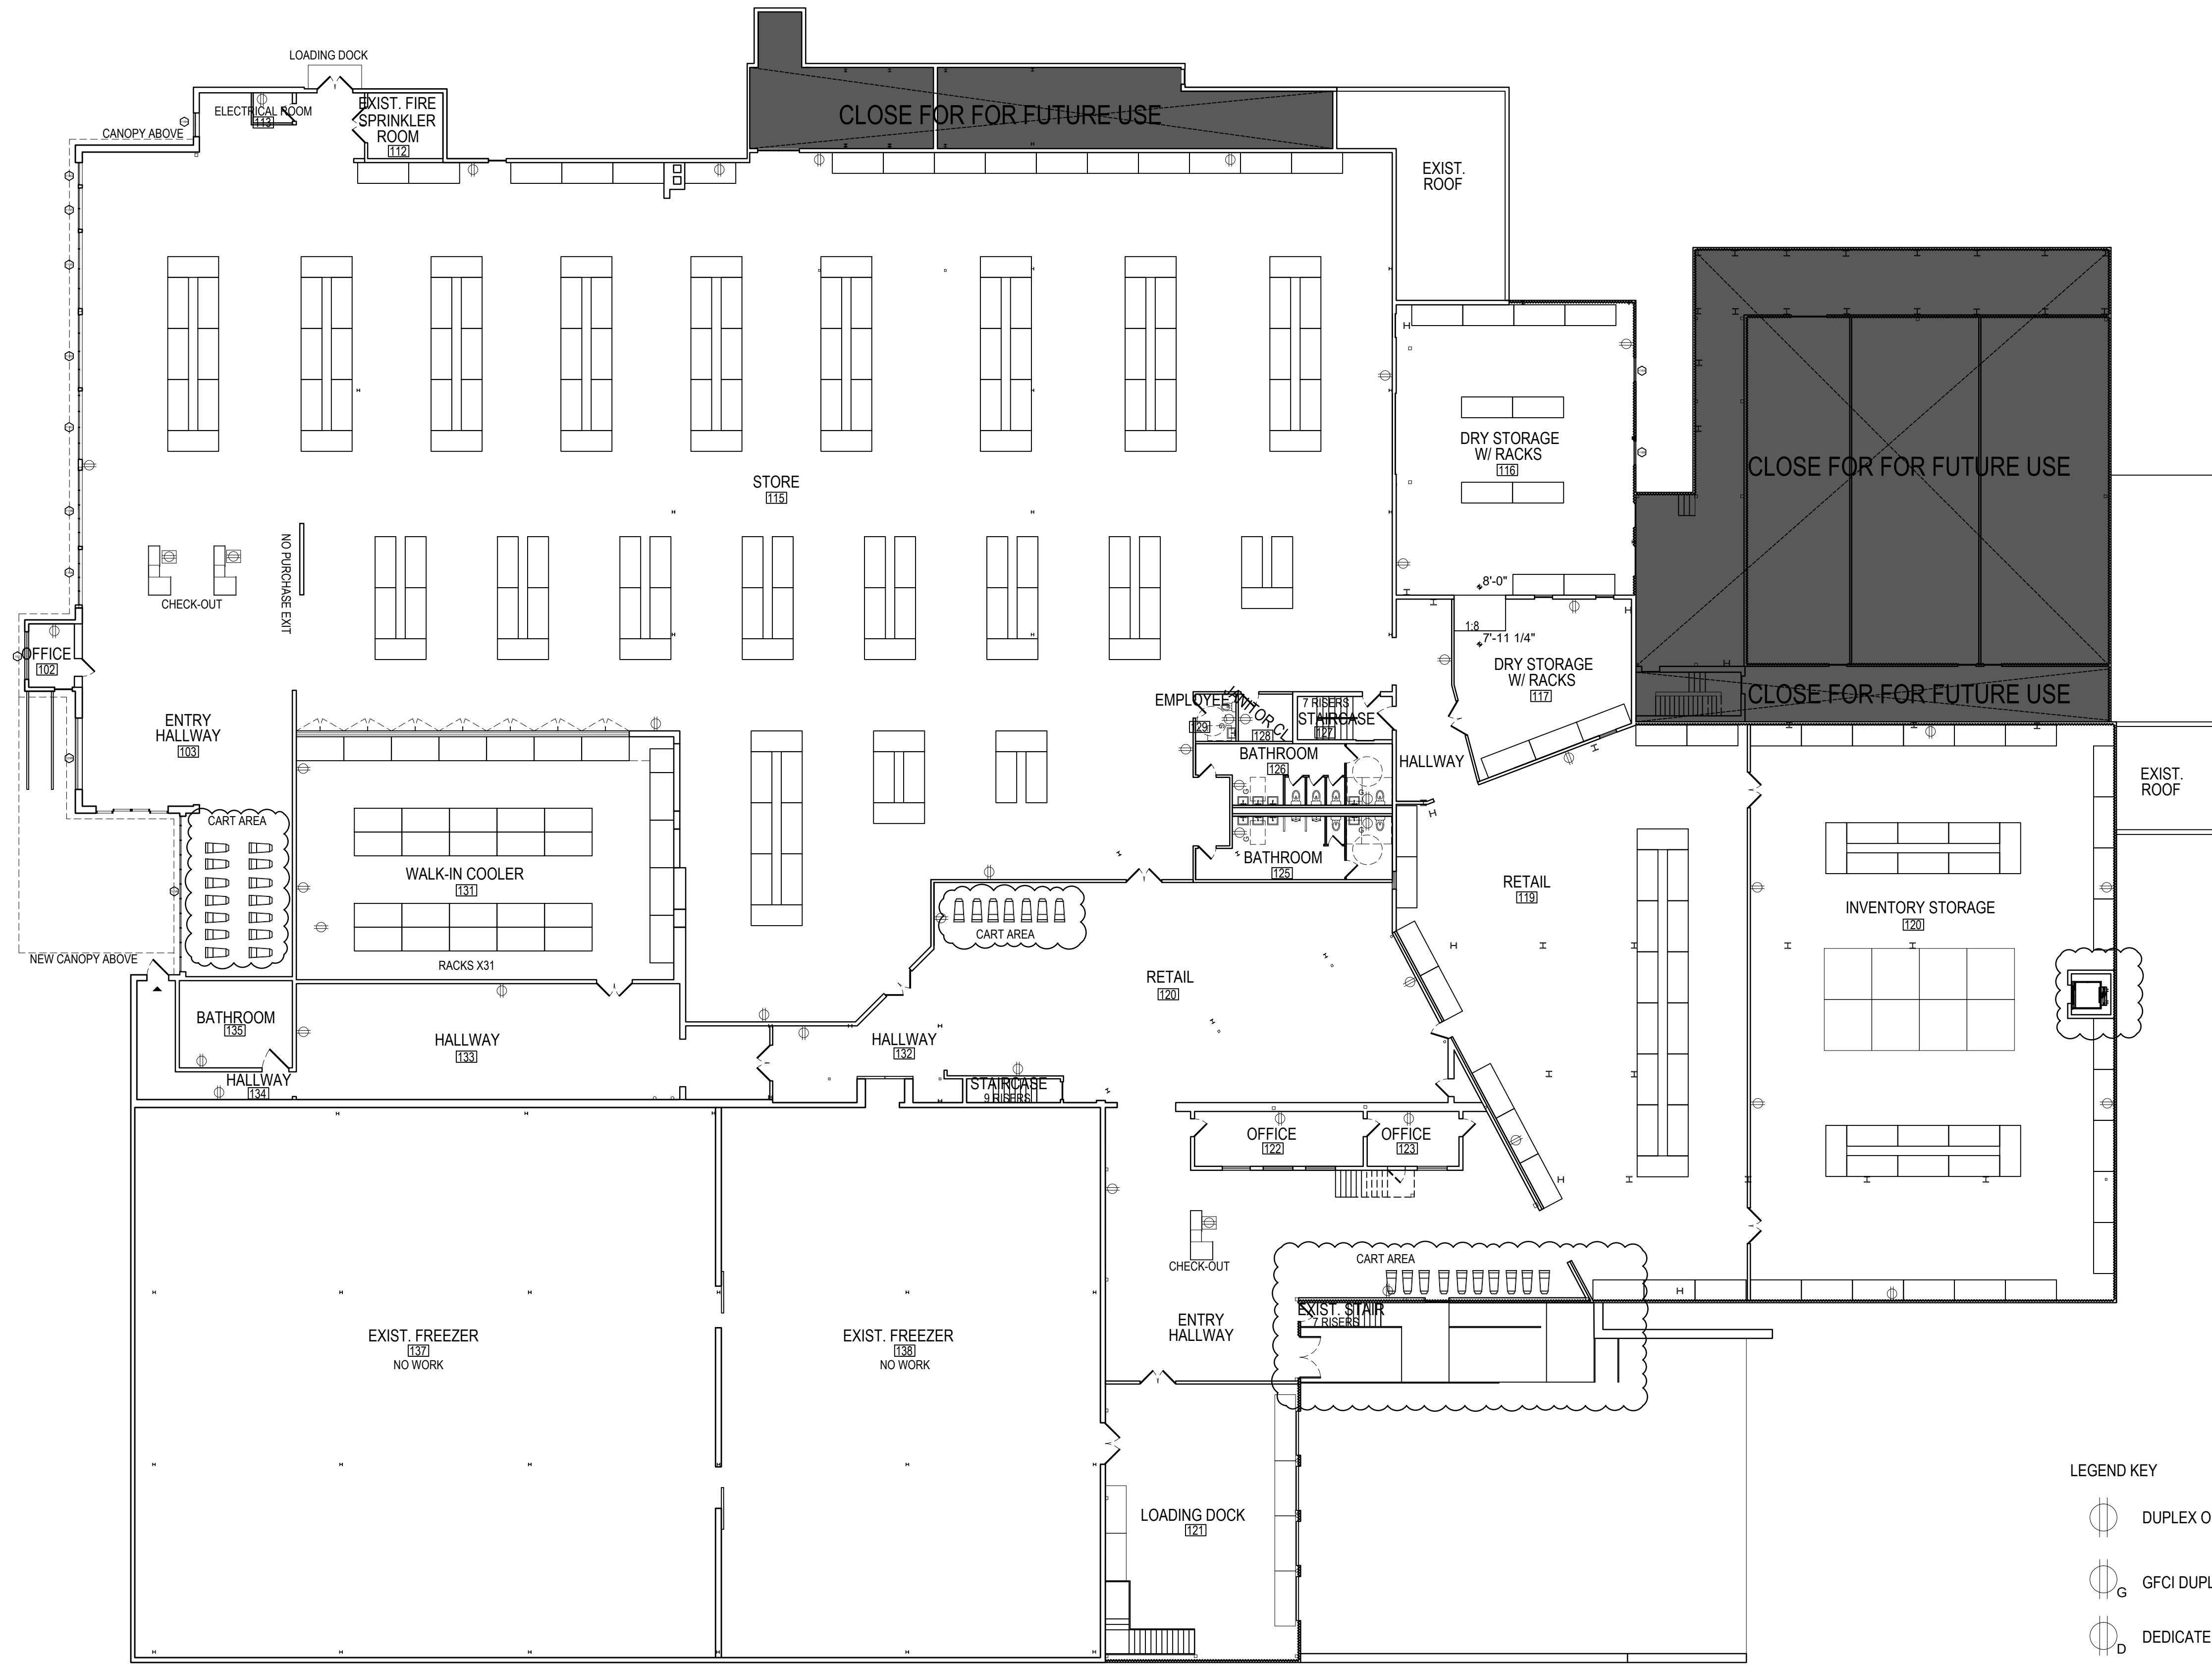 LOADING DOCK
ELECTRICAL ROOM
113
EXIST. FIRE
SPRINKLER
ROOM
112
CANOPY ABOVE
CLOSE FOR FOR FUTURE USE
EXIST.
ROOF
STORE
115
DRY STORAGE
W/ RACKS
116
CLOSE FOR FOR FUTURE USE
NO PURCHASE EXIT
CHECK-OUT
8'-0"
1:8
7'-11 1/4"
OFFICE
102
DRY STORAGE
W/ RACKS
117
CLOSE FOR FOR FUTURE USE
ENTRY
HALLWAY
103
EMPLOYEE
129
JANITOR CL.
128
7 RISERS
STAIRCASE
127
BATHROOM
126
G
G
HALLWAY
EXIST.
ROOF
CART AREA
WALK-IN COOLER
131
RACKS X31
G
G
BATHROOM
125
RETAIL
119
INVENTORY STORAGE
120
CART AREA
NEW CANOPY ABOVE
RETAIL
120
BATHROOM
135
HALLWAY
133
HALLWAY
132
HALLWAY
134
STAIRCASE
9 RISERS
OFFICE
122
OFFICE
123
CHECK-OUT
CART AREA
EXIST. STAIR
7 RISERS
ENTRY
HALLWAY
EXIST. FREEZER
137
NO WORK
EXIST. FREEZER
138
NO WORK
LOADING DOCK
121
LEGEND KEY
DUPLEX O
G GFCI DUPL
D DEDICATE